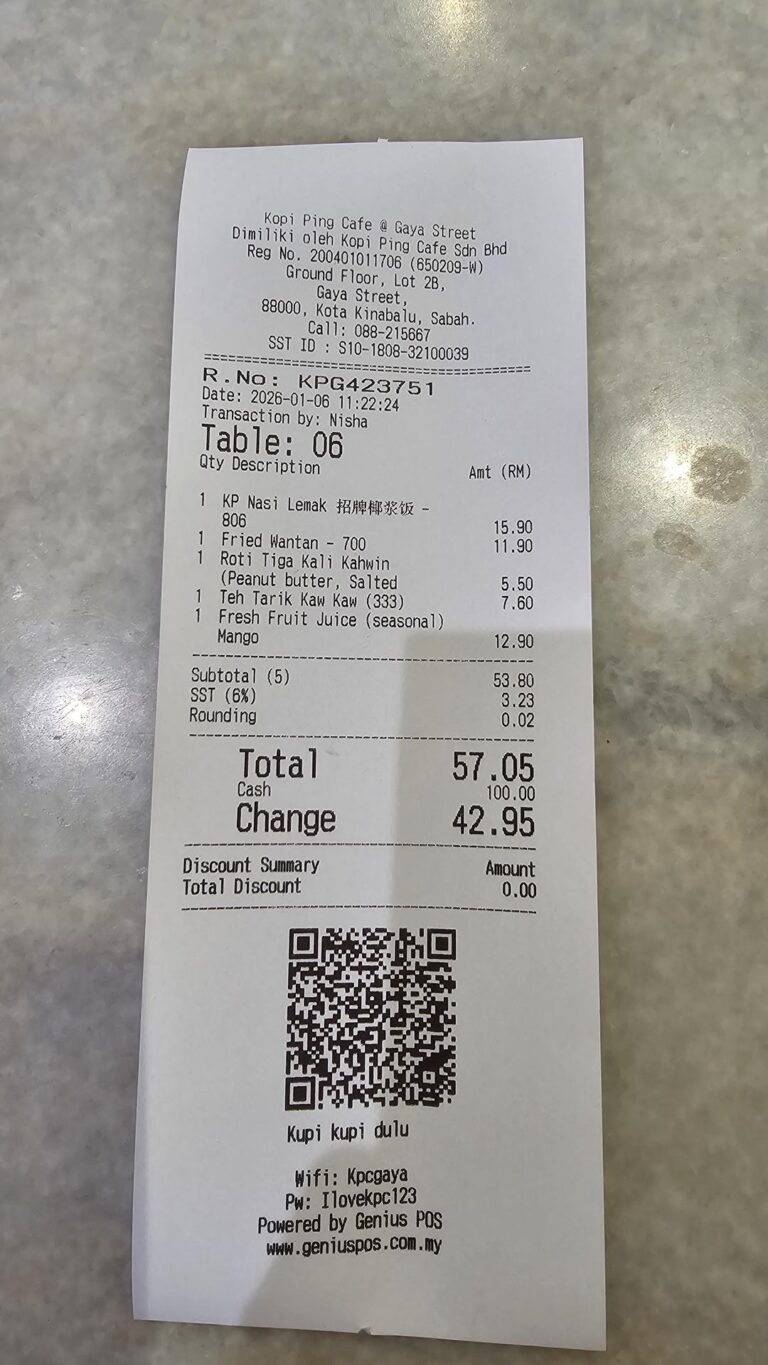 Kopi Ping Cafe @ Gaya Street
Dimiliki oleh Kopi Ping Cafe Sdn Bhd
Reg No. 200401011706 (650209-W)
Ground Floor, Lot 2B,
Gaya Street,
88000, Kota Kinabalu, Sabah.
Call: 088-215667
SST ID : S10-1808-32100039
R.No: KPG423751
Date: 2026-01-06 11:22:24
Transaction by: Nisha
Table: 06
Qty Description Amt (RM)
1 KP Nasi Lemak 招牌椰浆饭 -
806 15.90
1 Fried Wantan - 700 11.90
1 Roti Tiga Kali Kahwin
(Peanut butter, Salted 5.50
1 Teh Tarik Kaw Kaw (333) 7.60
1 Fresh Fruit Juice (seasonal)
Mango 12.90
Subtotal (5) 53.80
SST (6%) 3.23
Rounding 0.02
Total 57.05
Cash 100.00
Change 42.95
Discount Summary Amount
Total Discount 0.00
Kupi kupi dulu
Wifi: Kpcgaya
Pw: Ilovekpc123
Powered by Genius POS
www.geniuspos.com.my